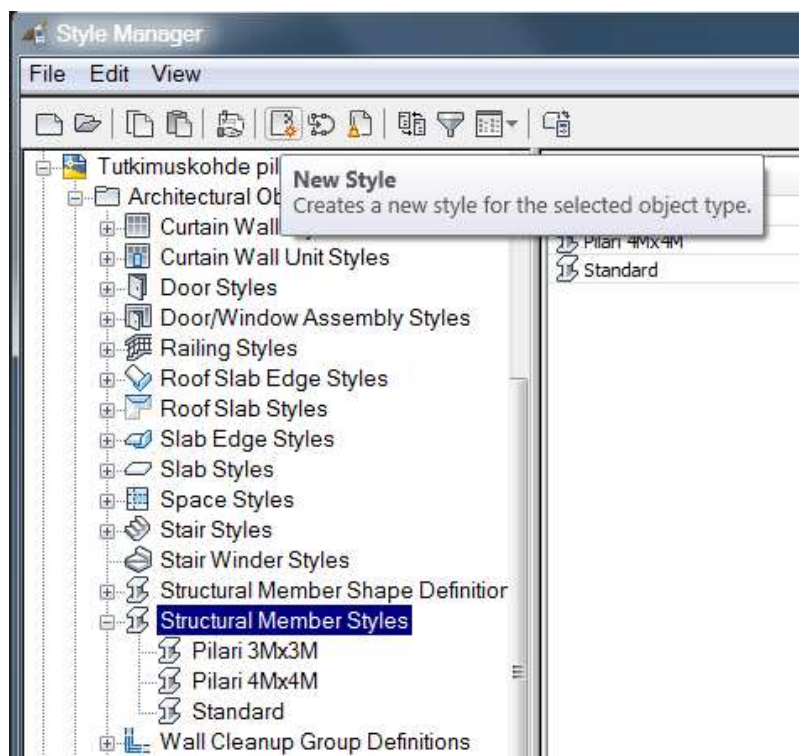 Style Manager
File Edit View
Tutkimuskohde pil
New Style
Creates a new style for the selected object type.
Architectural Ob
Curtain Wall
Curtain Wall Unit Styles
Door Styles
Door/Window Assembly Styles
Railing Styles
Roof Slab Edge Styles
Roof Slab Styles
Slab Edge Styles
Slab Styles
Space Styles
Stair Styles
Stair Winder Styles
Structural Member Shape Definition
Structural Member Styles
Pilari 3Mx3M
Pilari 4Mx4M
Standard
Wall Cleanup Group Definitions
Pilari 4Mx4M
Standard